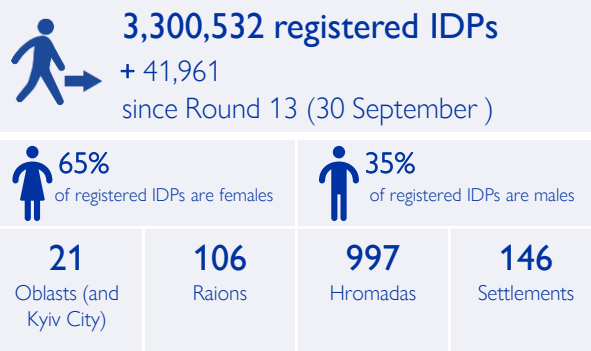 3,300,532 registered IDPs
+ 41,961
since Round 13 (30 September )
65%
of registered IDPs are females
35%
of registered IDPs are males
21
Oblasts (and
Kyiv City)
106
Raions
997
Hromadas
146
Settlements